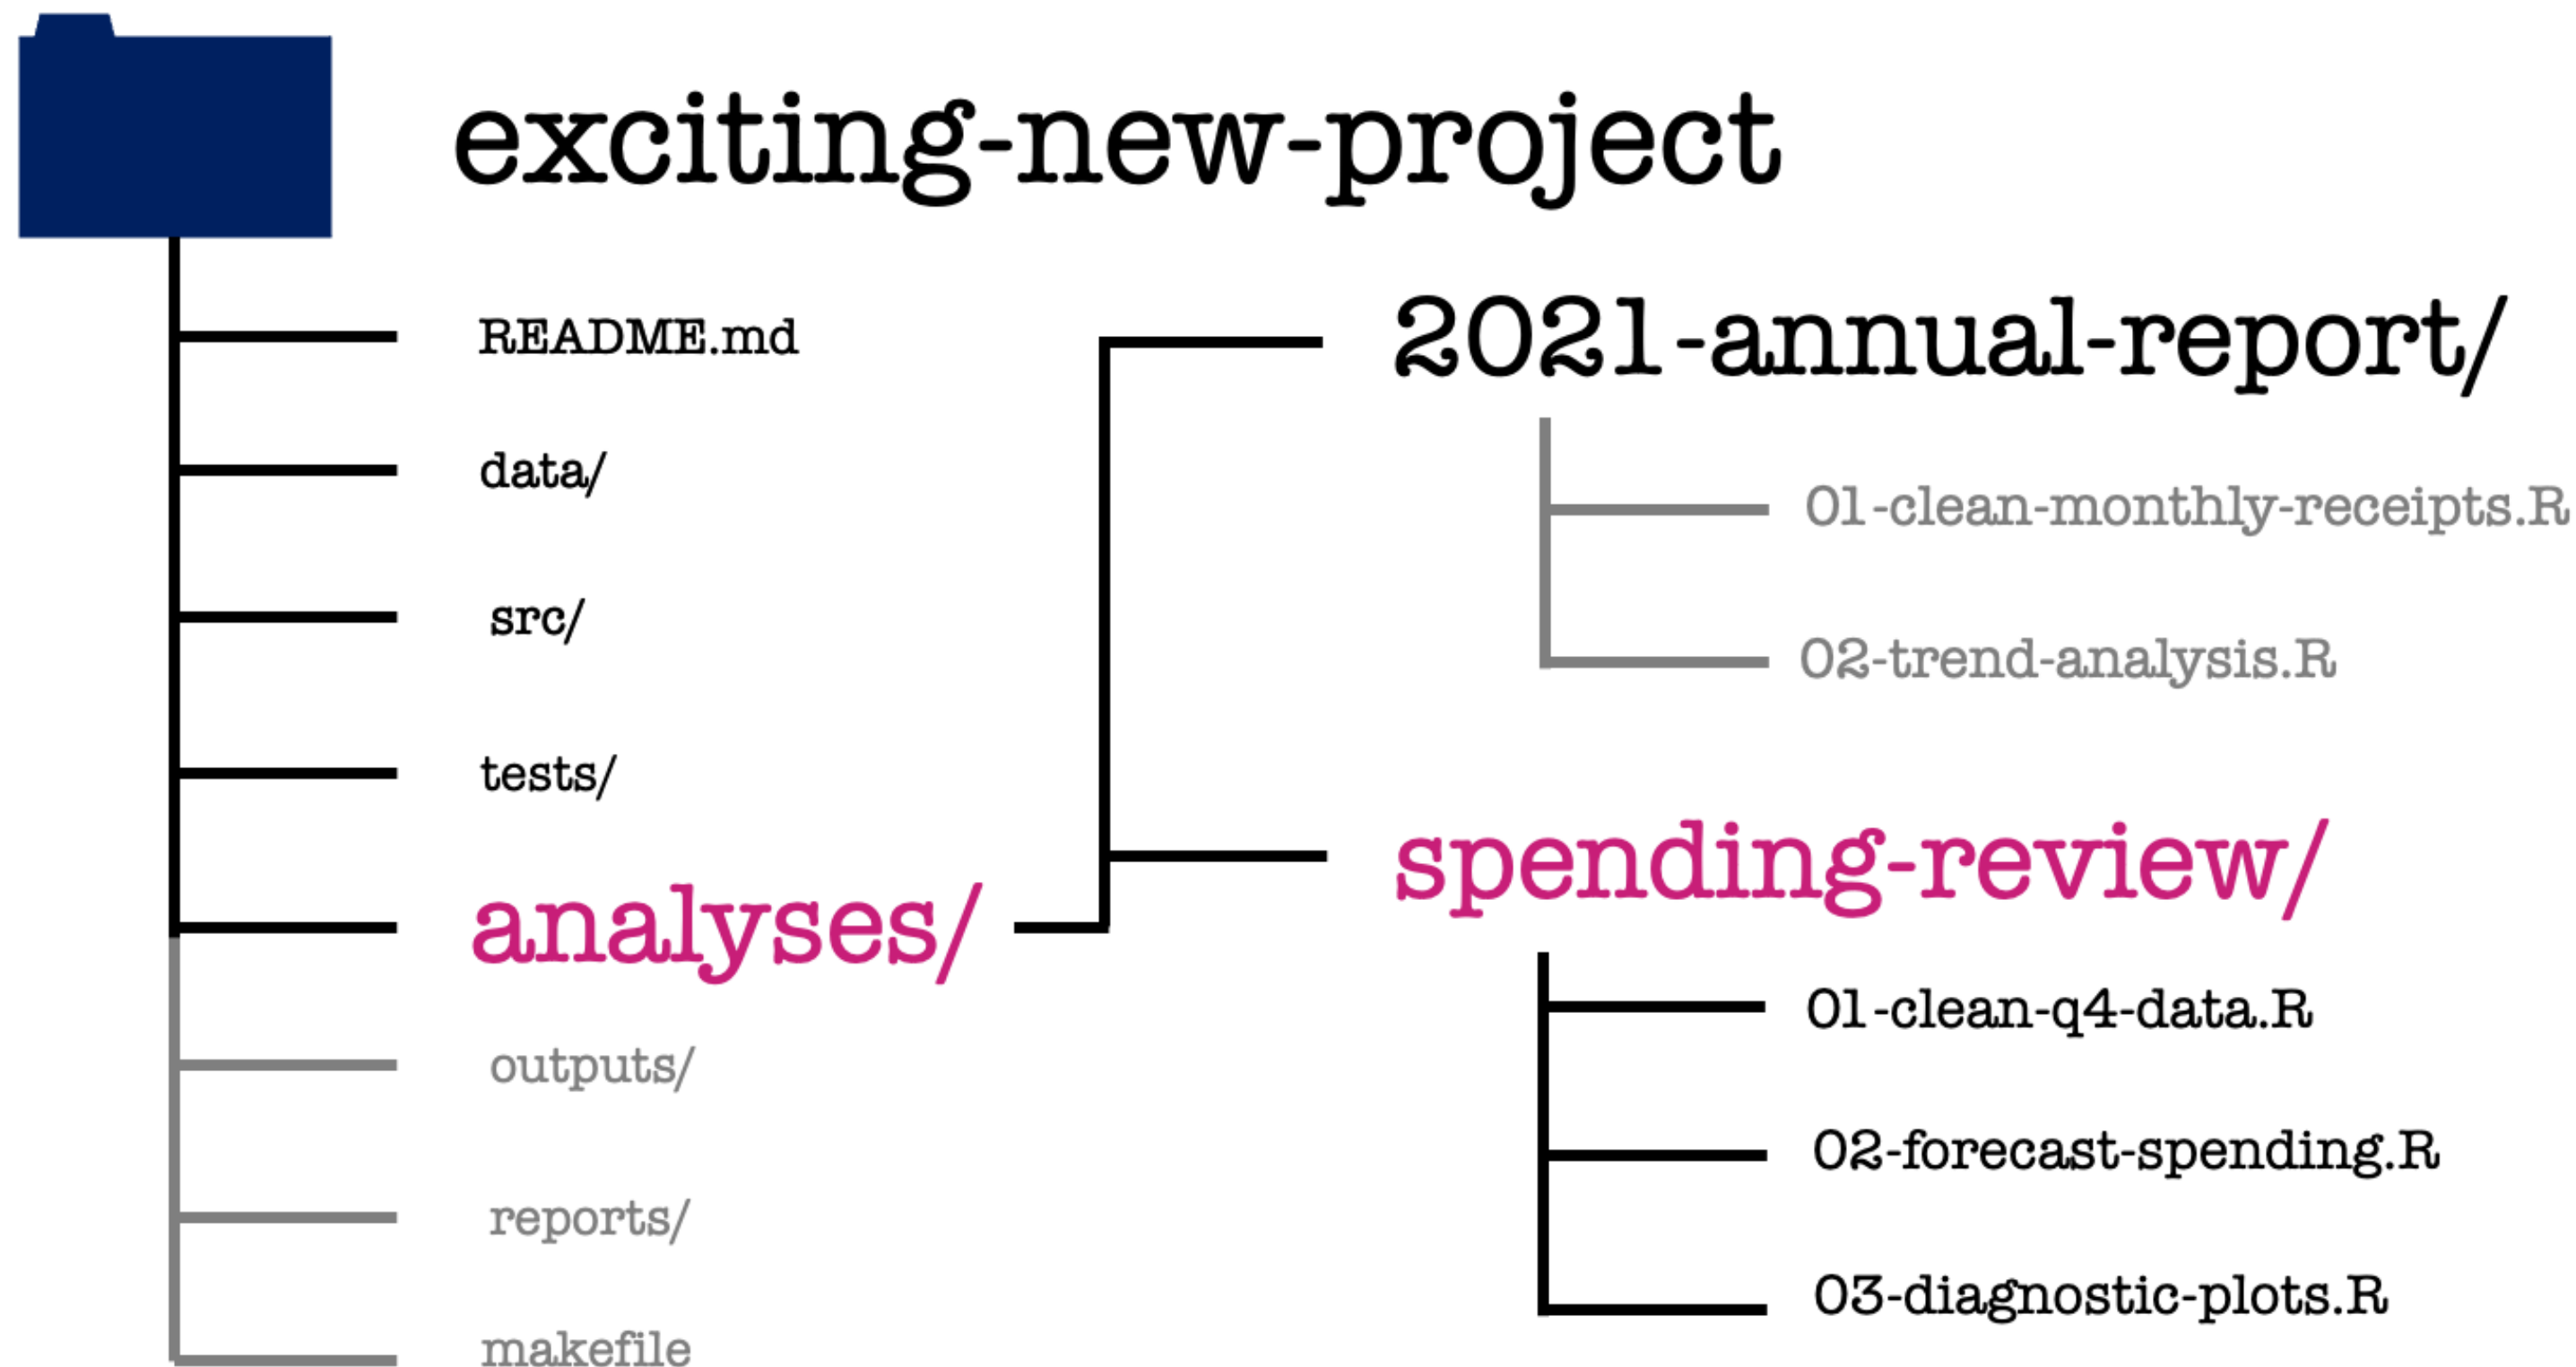 exciting-new-project
README.md
data/
src/
tests/
analyses/
outputs/
reports/
makefile
2021-annual-report/
01-clean-monthly-receipts.R
02-trend-analysis.R
spending-review/
01-clean-q4-data.R
02-forecast-spending.R
03-diagnostic-plots.R